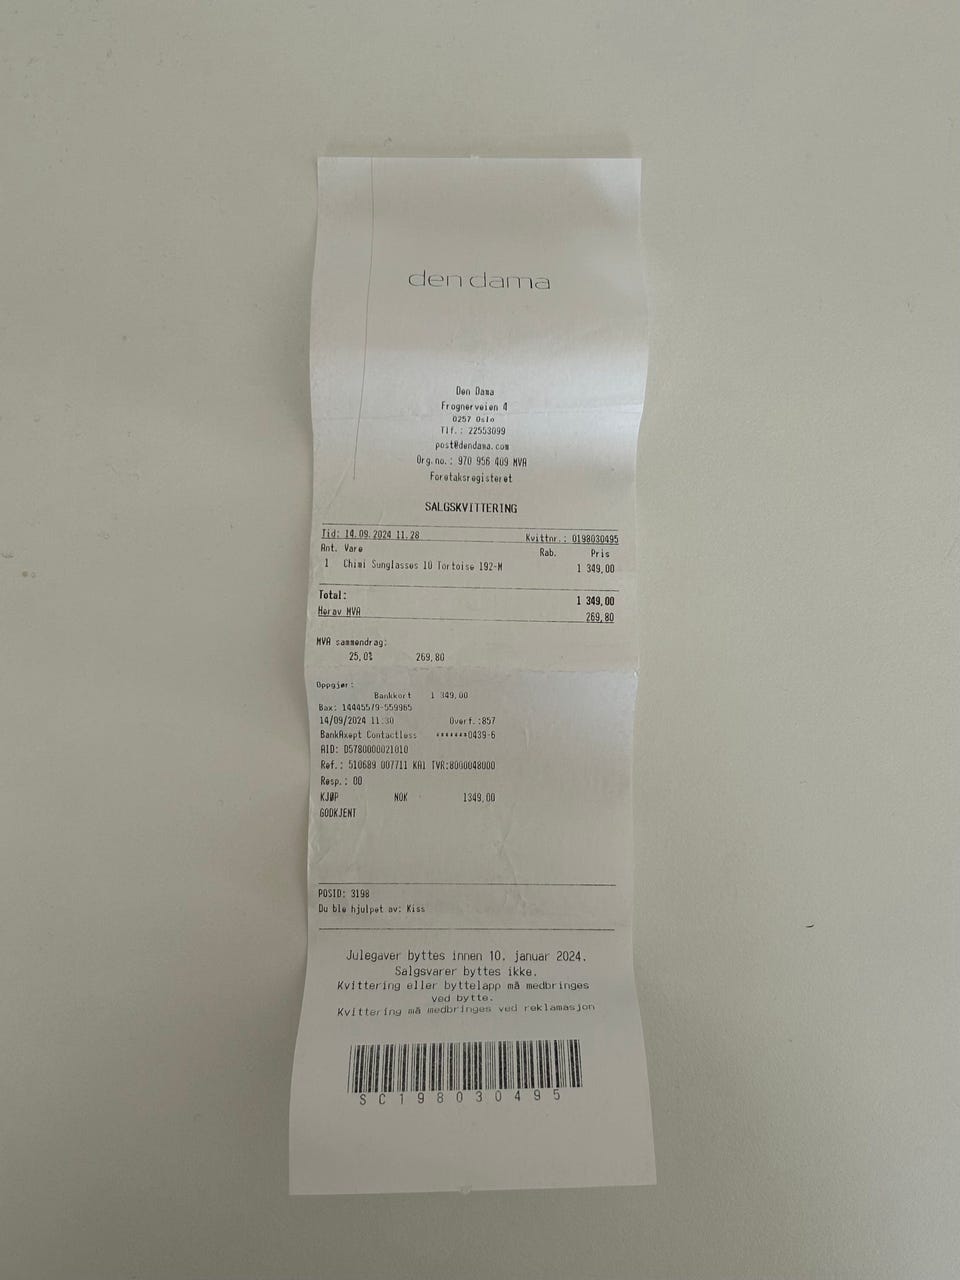 den dama
Den Dama
Frognerveien 4
0257 Oslo
Tlf.: 22553099
post@dendama.com
Org.no.: 970 956 409 MVA
Foretaksregisteret
SALGSKVITTERING
Tid: 14.09.2024 11.28 Kvittnr.: 0198030495
Ant. Vare Rab. Pris
1 Chimi Sunglasses 10 Tortoise 192-M 1 349,00
Total: 1 349,00
Herav MVA 269,80
MVA sammendrag:
25,0% 269,80
Oppgjør:
Bankkort 1 349,00
Bax: 14445579-559965
14/09/2024 11:30 Overf.:857
BankAxept Contactless *******0439-6
AID: D5780000021010
Ref.: 510689 007711 KA1 TVR:8000048000
Resp.: 00
KJØP NOK 1349,00
GODKJENT
POSID: 3198
Du ble hjulpet av: Kiss
Julegaver byttes innen 10. januar 2024.
Salgsvarer byttes ikke.
Kvittering eller byttelapp må medbringes
ved bytte.
Kvittering må medbringes ved reklamasjon
SC198030495